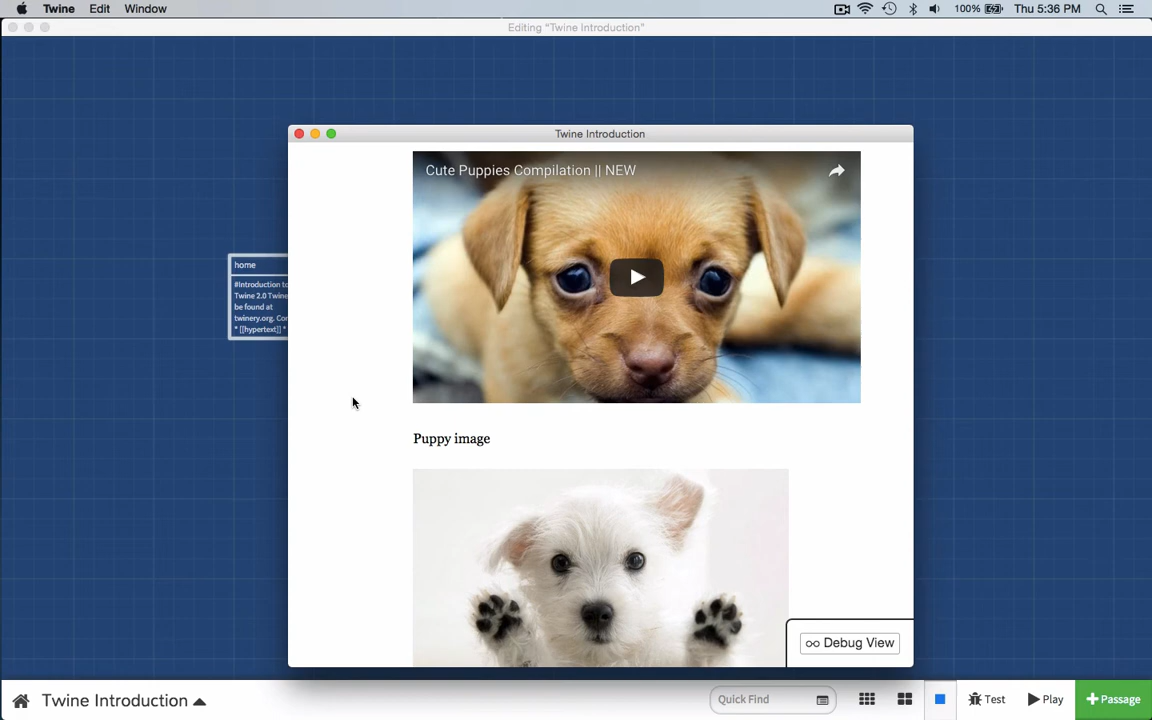 Twine Edit Window 100% Thu 5:36 PM
Editing "Twine Introduction"
Twine Introduction
Cute Puppies Compilation || NEW
home
#Introduction to
Twine 2.0 Twine
be found at
twinery.org. Cor
* [[hypertext]] *
Puppy image
Debug View
Twine Introduction Quick Find Test Play +Passage